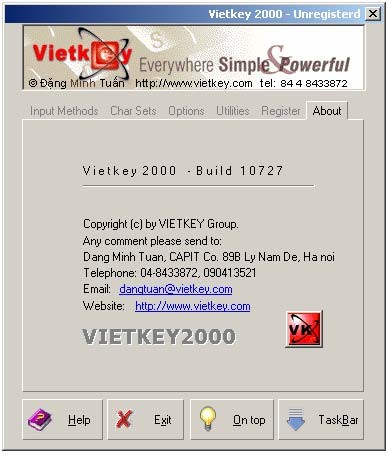 Vietkey 2000 - Unregisterd
Vietkey
Everywhere Simple & Powerful
© Đặng Minh Tuấn http://www.vietkey.com tel: 84 4 8433872
Input Methods Char Sets Options Utilities Register About
Vietkey 2000 - Build 10727
Copyright (c) by VIETKEY Group.
Any comment please send to:
Dang Minh Tuan, CAPIT Co. 89B Ly Nam De, Ha noi
Telephone: 04-8433872, 090413521
Email: dangtuan@vietkey.com
Website: http://www.vietkey.com
VIETKEY2000
VK
Help Exit On top TaskBar